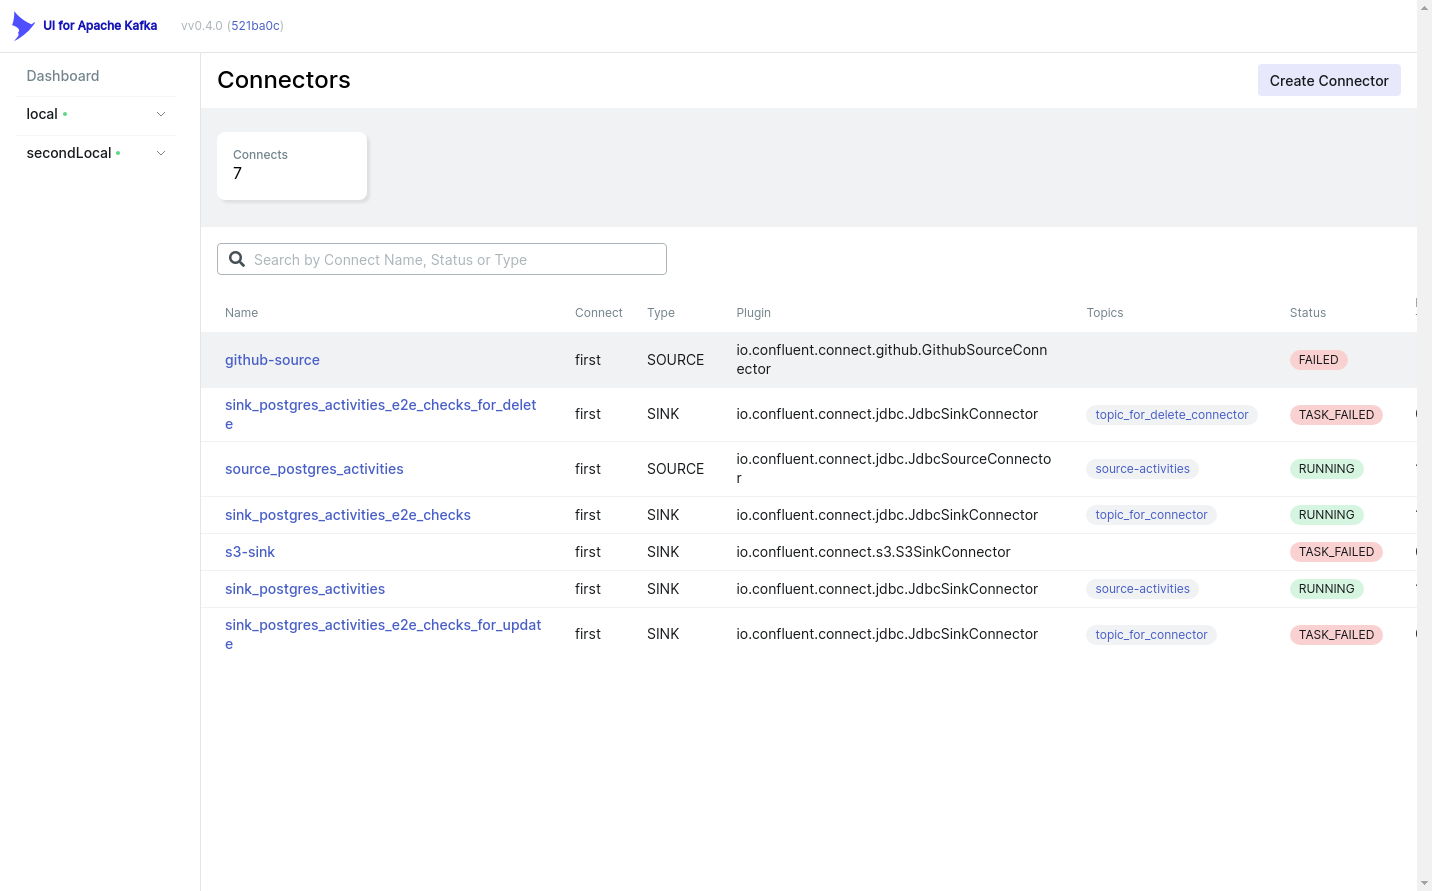 UI for Apache Kafka vv0.4.0 (521ba0c)
Dashboard
local
secondLocal
Connectors
Create Connector
Connects
7
Search by Connect Name, Status or Type
Name Connect Type Plugin Topics Status
github-source first SOURCE io.confluent.connect.github.GithubSourceConn
ector FAILED
sink_postgres_activities_e2e_checks_for_delet
e first SINK io.confluent.connect.jdbc.JdbcSinkConnector topic_for_delete_connector TASK_FAILED
source_postgres_activities first SOURCE io.confluent.connect.jdbc.JdbcSourceConnecto
r source-activities RUNNING
sink_postgres_activities_e2e_checks first SINK io.confluent.connect.jdbc.JdbcSinkConnector topic_for_connector RUNNING
s3-sink first SINK io.confluent.connect.s3.S3SinkConnector TASK_FAILED
sink_postgres_activities first SINK io.confluent.connect.jdbc.JdbcSinkConnector source-activities RUNNING
sink_postgres_activities_e2e_checks_for_updat
e first SINK io.confluent.connect.jdbc.JdbcSinkConnector topic_for_connector TASK_FAILED